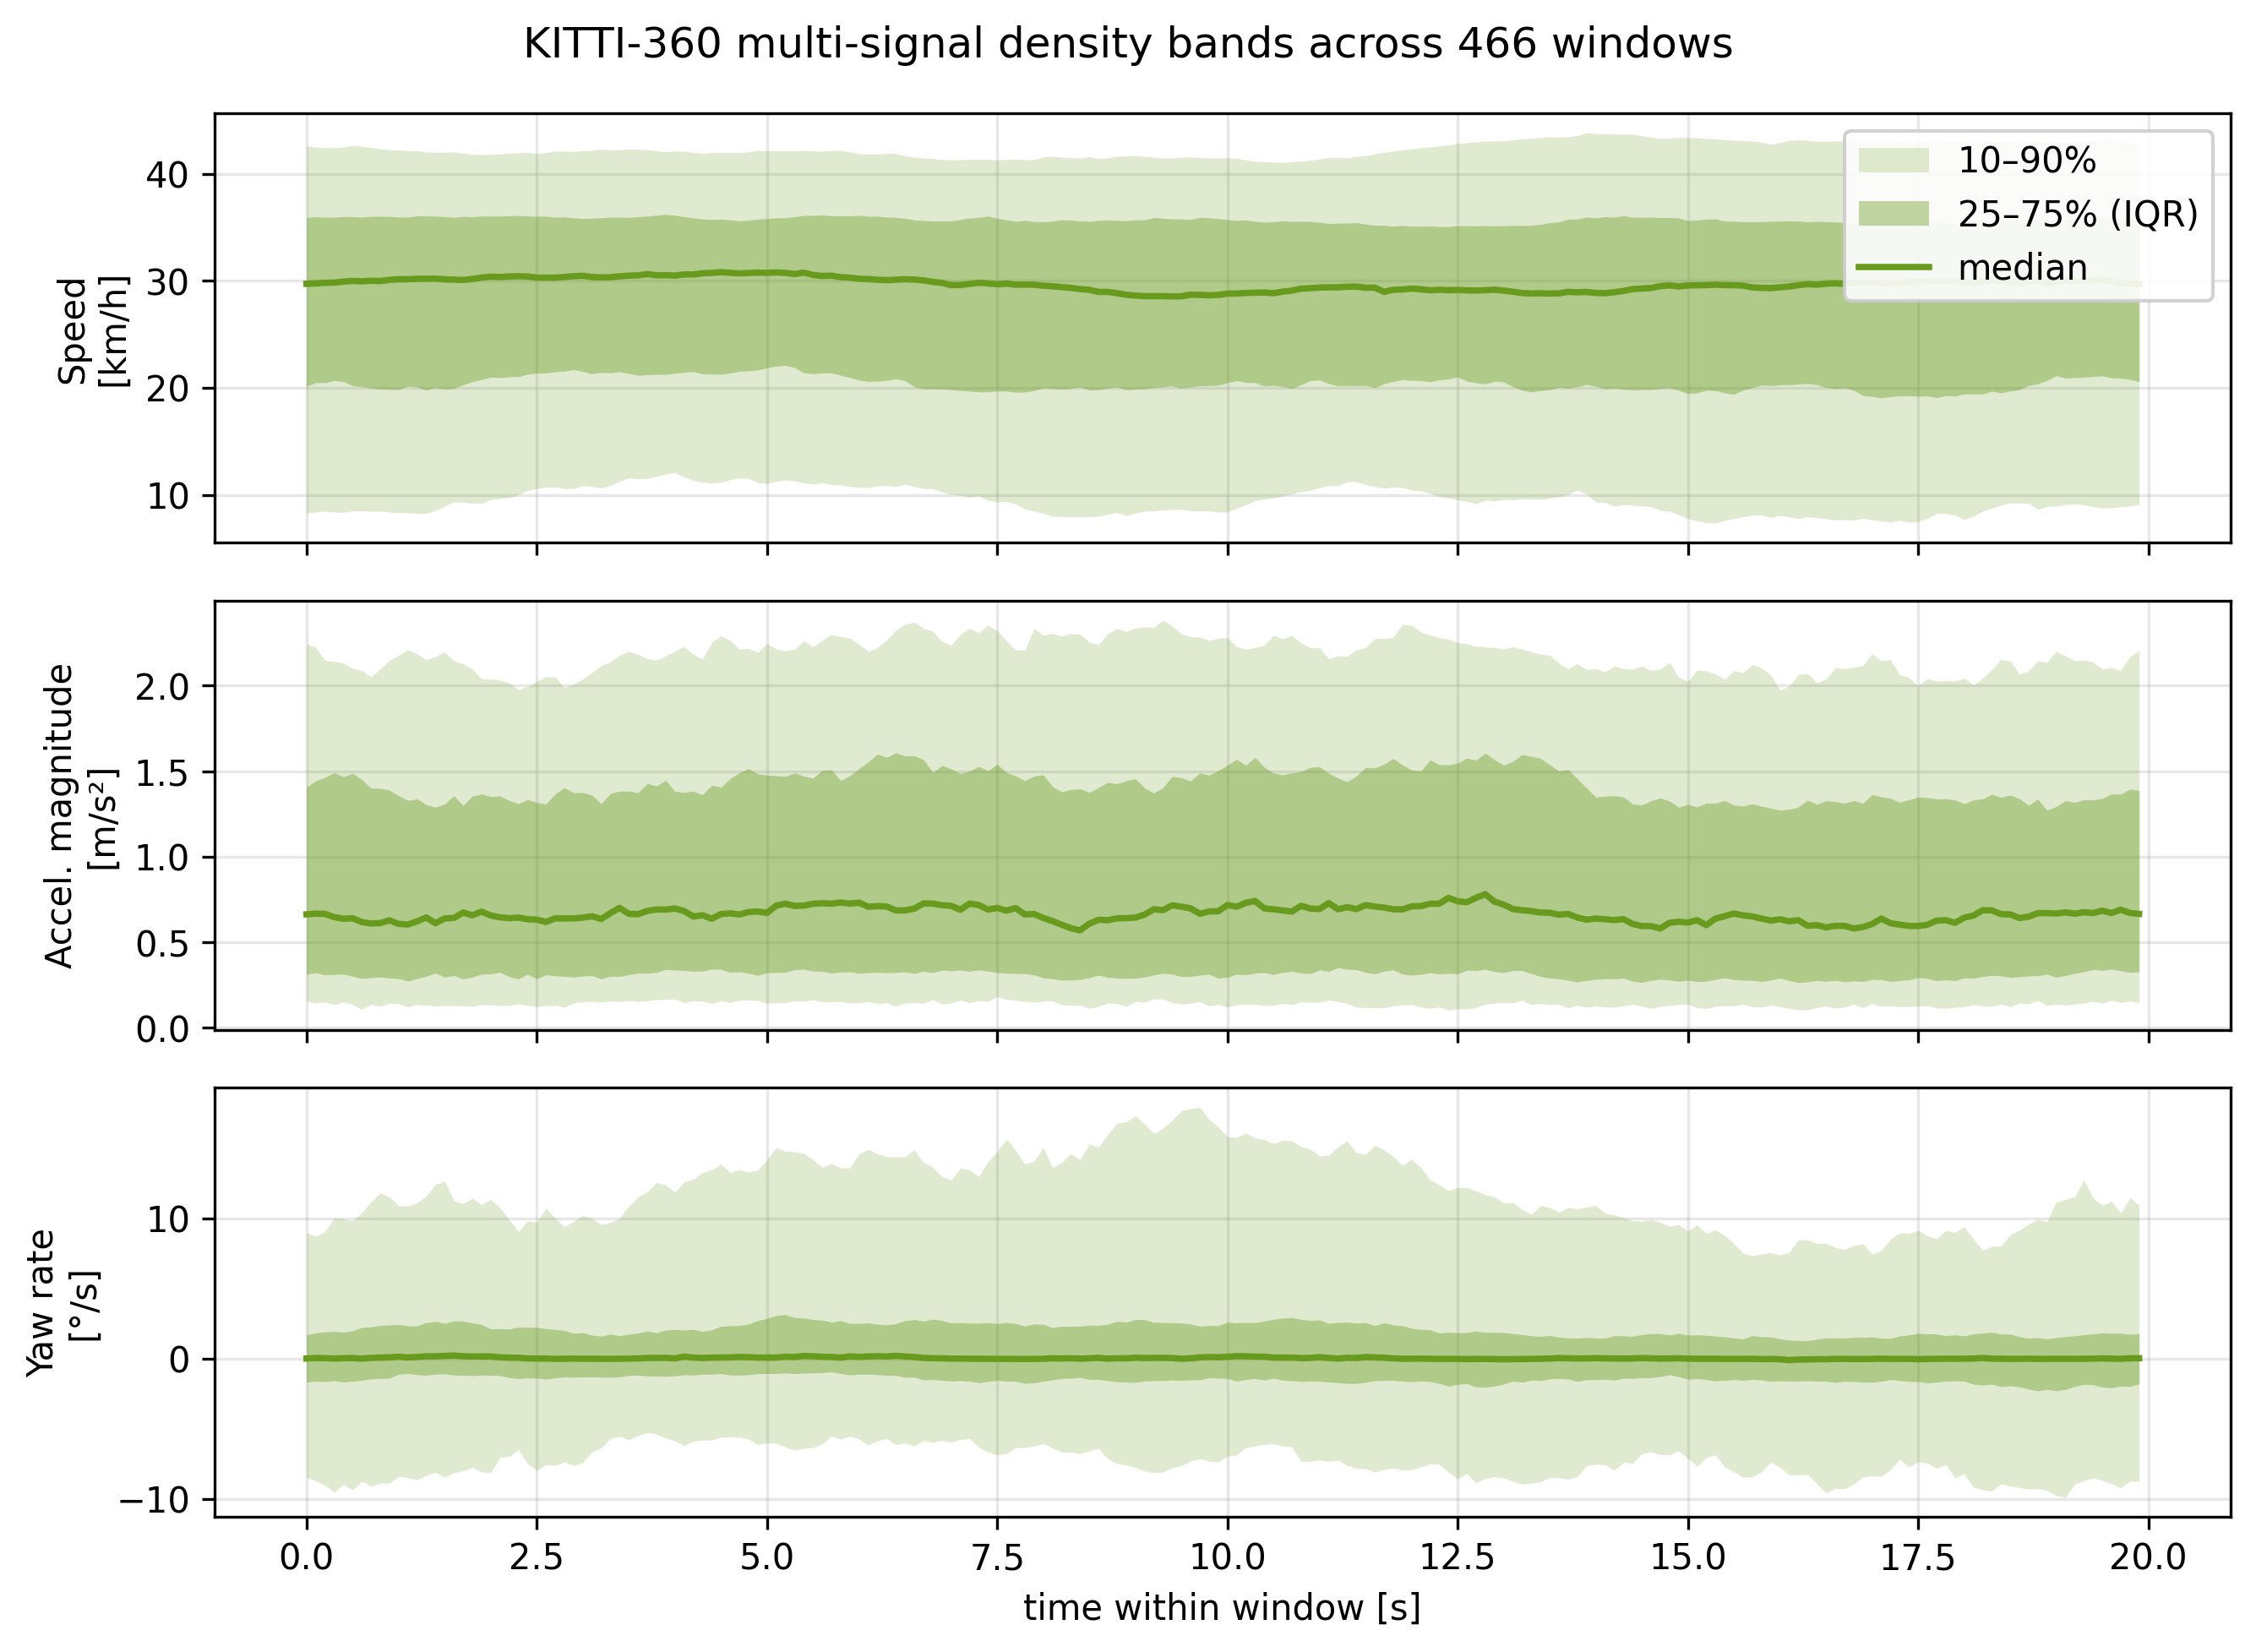 KITTI-360 multi-signal density bands across 466 windows
Speed
[km/h]
40
30
20
10
10–90%
25–75% (IQR)
median
Accel. magnitude
[m/s²]
2.0
1.5
1.0
0.5
0.0
Yaw rate
[°/s]
10
0
−10
0.0 2.5 5.0 7.5 10.0 12.5 15.0 17.5 20.0
time within window [s]